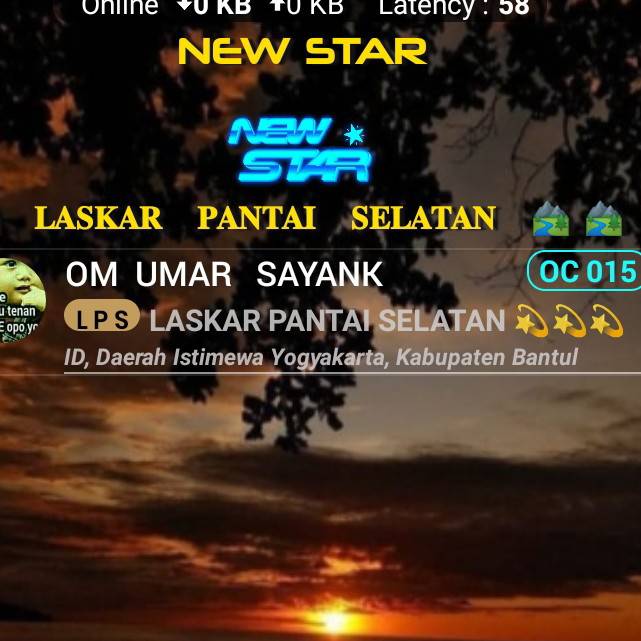 Online 🠋0 KB 🠉0 KB Latency : 58
NEW STAR
NEW
STAR
LASKAR PANTAI SELATAN 🏞️ 🏞️
OM UMAR SAYANK
OC 015
LPS LASKAR PANTAI SELATAN 💫💫💫
ID, Daerah Istimewa Yogyakarta, Kabupaten Bantul